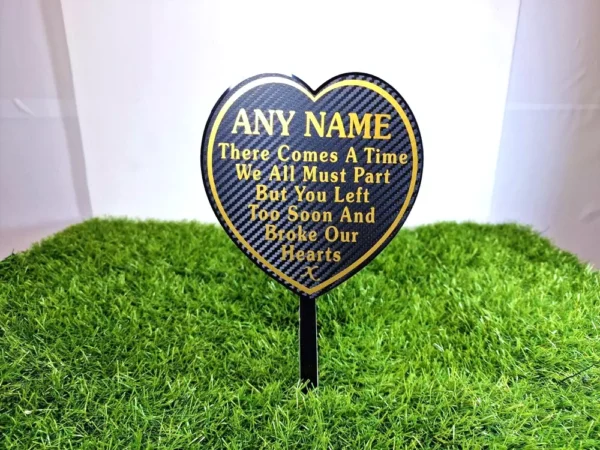 ANY NAME
There Comes A Time
We All Must Part
But You Left
Too Soon And
Broke Our
Hearts
X